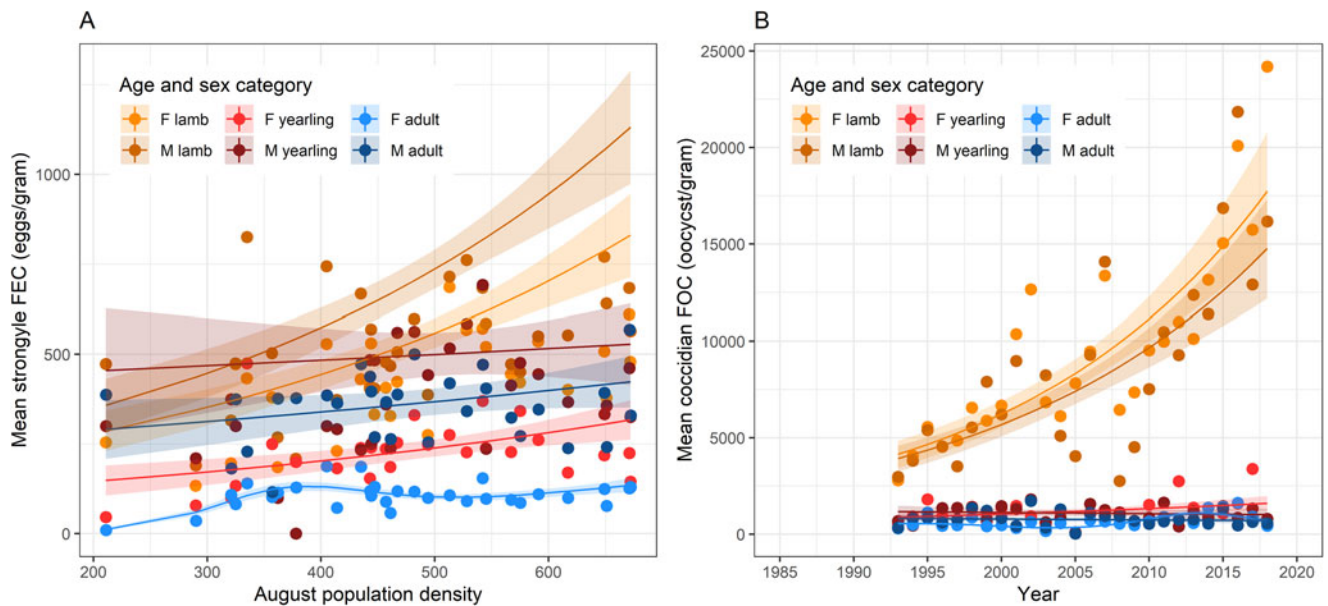 A
Mean strongyle FEC (eggs/gram)
1000
500
0
Age and sex category
F lamb F yearling F adult
M lamb M yearling M adult
200 300 400 500 600
August population density
B
Mean coccidian FOC (oocycst/gram)
25000
20000
15000
10000
5000
0
Age and sex category
F lamb F yearling F adult
M lamb M yearling M adult
1985 1990 1995 2000 2005 2010 2015 2020
Year